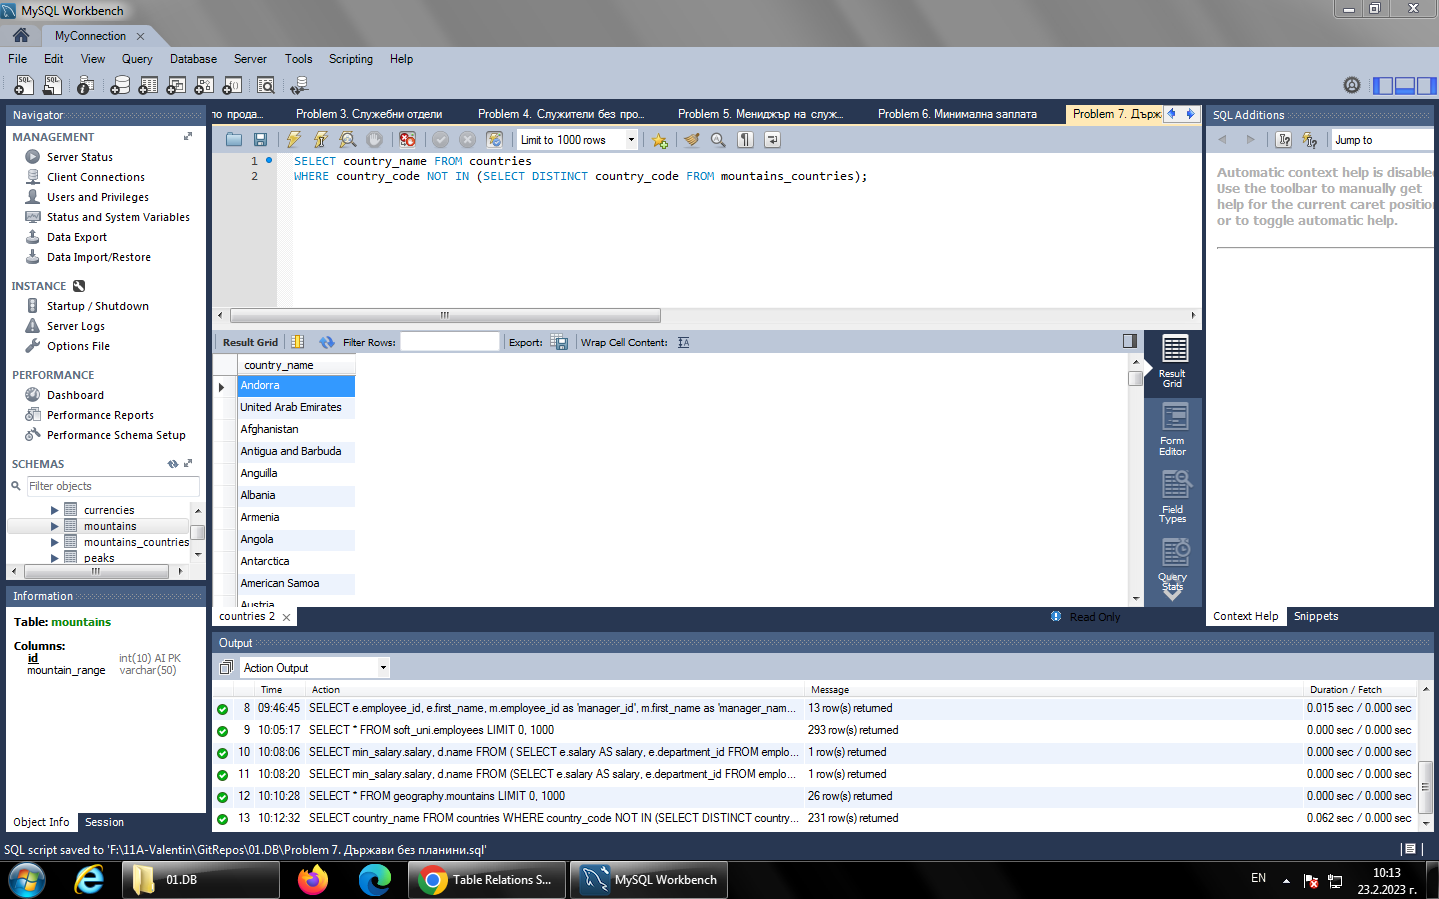 MySQL Workbench
MyConnection
File Edit View Query Database Server Tools Scripting Help
Navigator
MANAGEMENT
Server Status
Client Connections
Users and Privileges
Status and System Variables
Data Export
Data Import/Restore
INSTANCE
Startup / Shutdown
Server Logs
Options File
PERFORMANCE
Dashboard
Performance Reports
Performance Schema Setup
SCHEMAS
Filter objects
currencies
mountains
mountains_countries
peaks
Information
Table: mountains
Columns:
id int(10) AI PK
mountain_range varchar(50)
Object Info Session
по прода... Problem 3. Служебни отдели Problem 4. Служители без про... Problem 5. Мениджър на служ... Problem 6. Минимална заплата Problem 7. Държ
Limit to 1000 rows
1 SELECT country_name FROM countries
2 WHERE country_code NOT IN (SELECT DISTINCT country_code FROM mountains_countries);
Result Grid Filter Rows: Export: Wrap Cell Content:
country_name
Andorra
United Arab Emirates
Afghanistan
Antigua and Barbuda
Anguilla
Albania
Armenia
Angola
Antarctica
American Samoa
Austria
Result Grid
Form Editor
Field Types
Query Stats
countries 2
Read Only
SQL Additions
Jump to
Automatic context help is disabled
Use the toolbar to manually get
help for the current caret position
or to toggle automatic help.
Context Help Snippets
Output
Action Output
Time Action Message Duration / Fetch
8 09:46:45 SELECT e.employee_id, e.first_name, m.employee_id as 'manager_id', m.first_name as 'manager_nam... 13 row(s) returned 0.015 sec / 0.000 sec
9 10:05:17 SELECT * FROM soft_uni.employees LIMIT 0, 1000 293 row(s) returned 0.000 sec / 0.000 sec
10 10:08:06 SELECT min_salary.salary, d.name FROM ( SELECT e.salary AS salary, e.department_id FROM emplo... 1 row(s) returned 0.000 sec / 0.000 sec
11 10:08:20 SELECT min_salary.salary, d.name FROM (SELECT e.salary AS salary, e.department_id FROM emplo... 1 row(s) returned 0.000 sec / 0.000 sec
12 10:10:28 SELECT * FROM geography.mountains LIMIT 0, 1000 26 row(s) returned 0.000 sec / 0.000 sec
13 10:12:32 SELECT country_name FROM countries WHERE country_code NOT IN (SELECT DISTINCT country... 231 row(s) returned 0.062 sec / 0.000 sec
SQL script saved to 'F:\11A-Valentin\GitRepos\01.DB\Problem 7. Държави без планини.sql'
01.DB
Table Relations S...
MySQL Workbench
EN
10:13
23.2.2023 г.